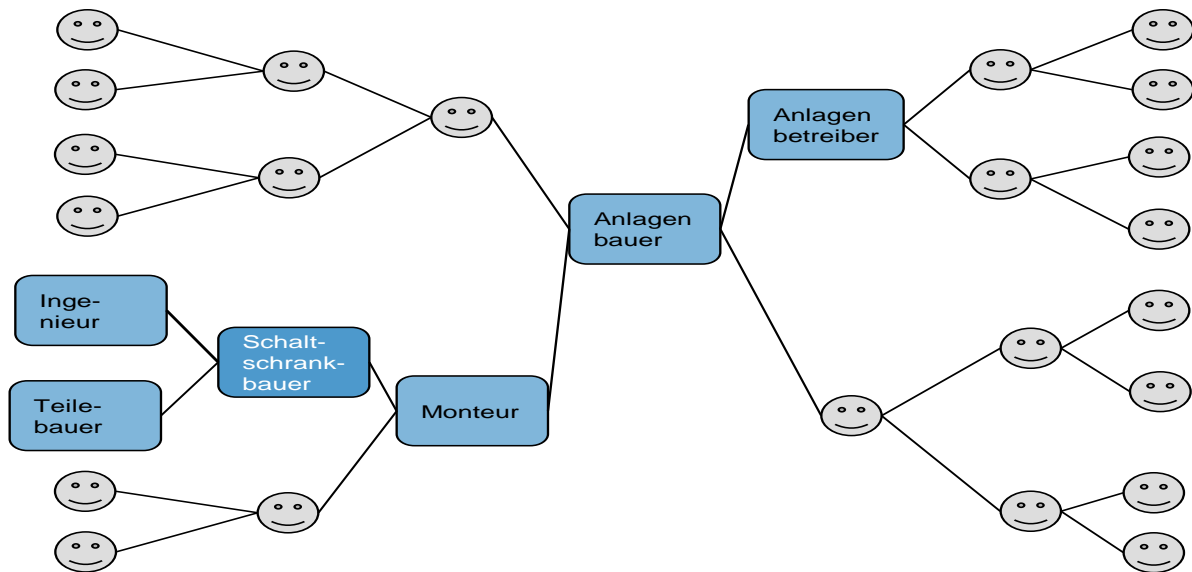 Anlagen
betreiber
Anlagen
bauer
Inge-
nieur
Schalt-
schrank-
bauer
Teile-
bauer
Monteur